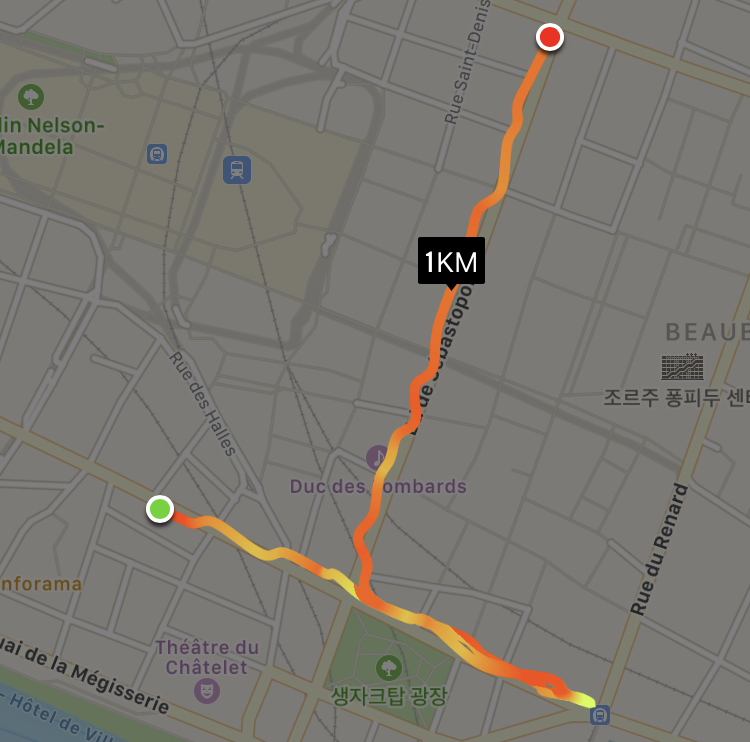 Rue Saint-Denis
din Nelson-
Mandela
1KM
BEAUB
조르주 퐁피두 센터
Rue des Halles
Duc des Lombards
Rue du Renard
nforama
Théâtre du
Châtelet
생자크탑 광장
uai de la Mégisserie
- Hôtel de Vill